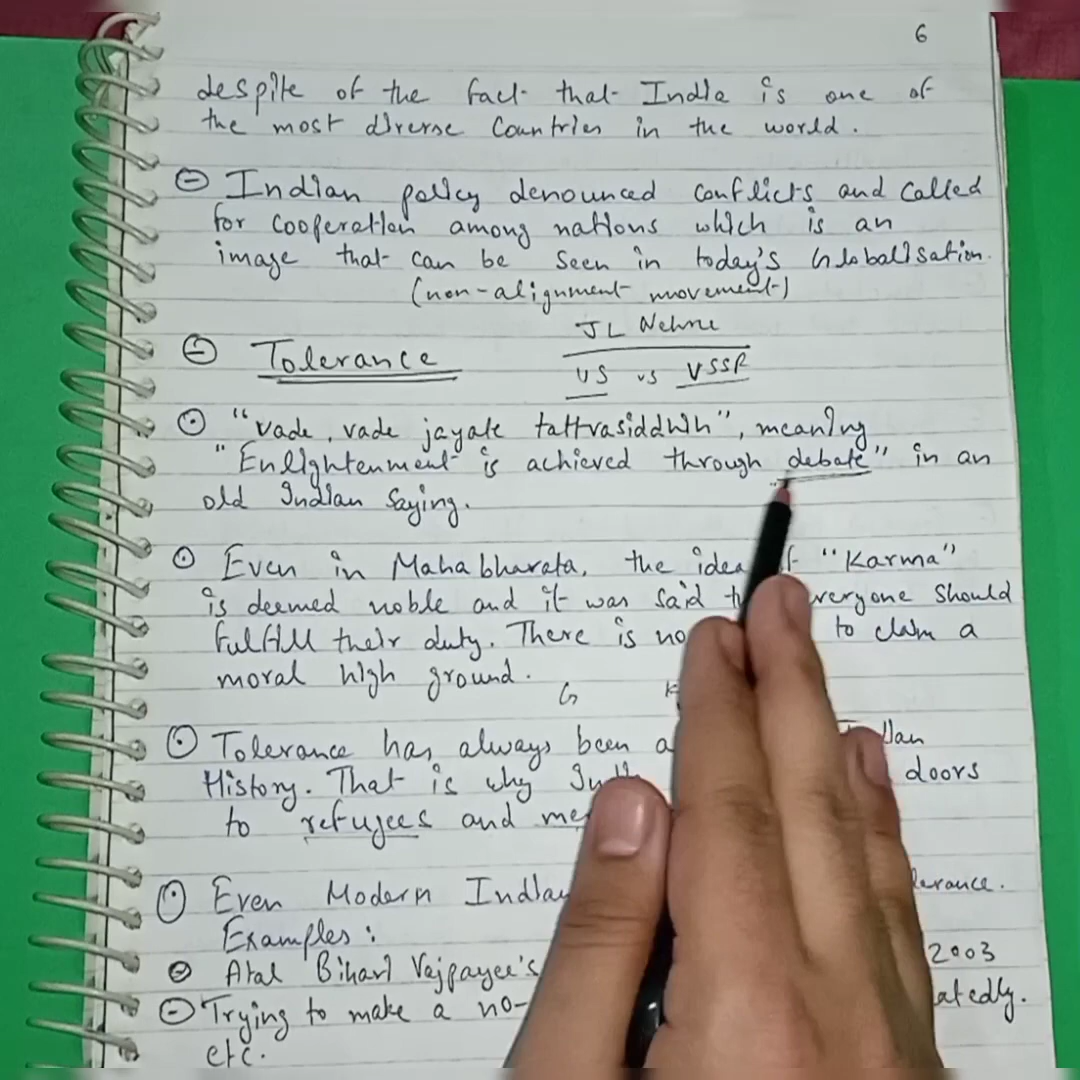 6
despite of the fact that India is one of
the most diverse countries in the world.
Indian policy denounced conflicts and called
for cooperation among nations which is an
image that can be seen in today's Globalisation.
(non-alignment movement)
JL Nehru
Tolerance
US vs USSR
"vade, vade jayate tattvasiddhih", meaning
"Enlightenment is achieved through debate" in an
old Indian saying.
Even in Mahabharata, the idea "Karma"
is deemed noble and it was said everyone should
fulfill their duty. There is no to claim a
moral high ground.
Tolerance has always been a
History. That is why doors
to refugees and
Even Modern
Examples:
Atal Bihari Vajpayee's 2003
Trying to make a no-
etc.